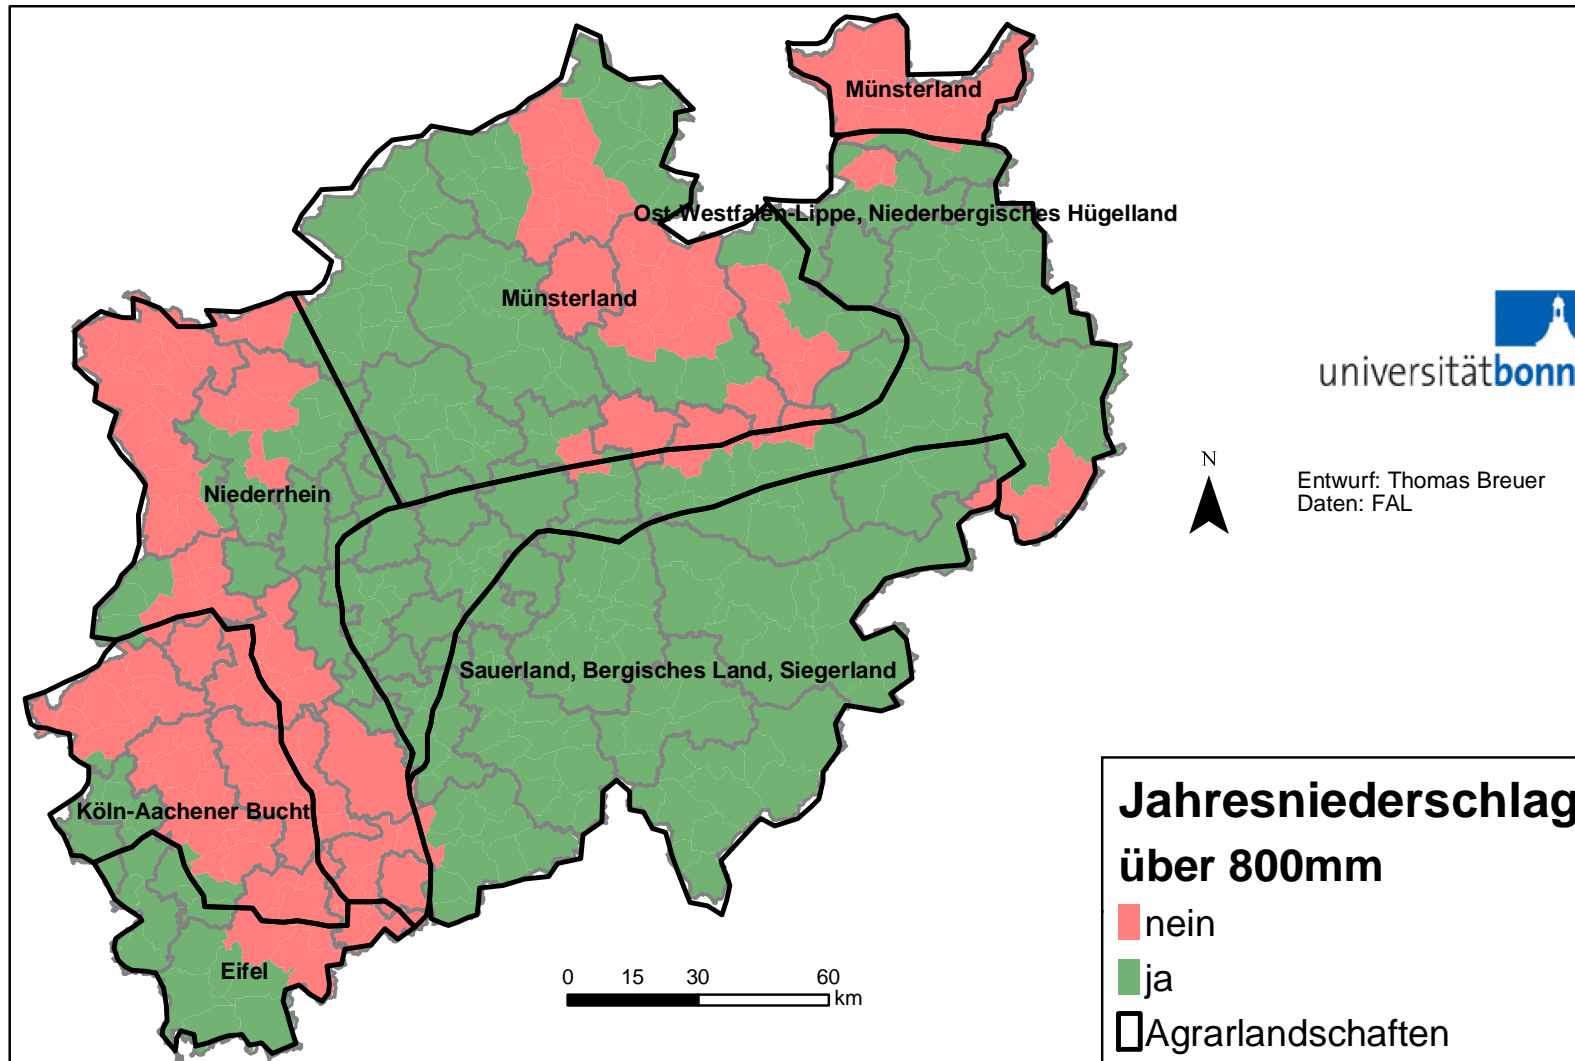 Münsterland
Ost-Westfalen-Lippe, Niederbergisches Hügelland
Münsterland
universitätbonn
N
Entwurf: Thomas Breuer
Daten: FAL
Niederrhein
Sauerland, Bergisches Land, Siegerland
Köln-Aachener Bucht
Eifel
0 15 30 60
km
Jahresniederschlag
über 800mm
nein
ja
Agrarlandschaften